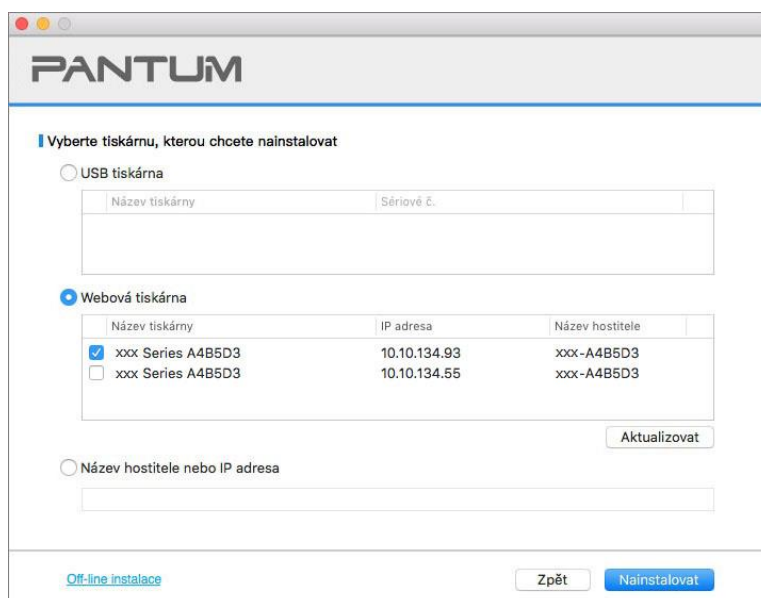 PANTUM
Vyberte tiskárnu, kterou chcete nainstalovat
USB tiskárna
Název tiskárny Sériové č.
Webová tiskárna
Název tiskárny IP adresa Název hostitele
xxx Series A4B5D3 10.10.134.93 xxx-A4B5D3
xxx Series A4B5D3 10.10.134.55 xxx-A4B5D3
Aktualizovat
Název hostitele nebo IP adresa
Off-line instalace Zpět Nainstalovat